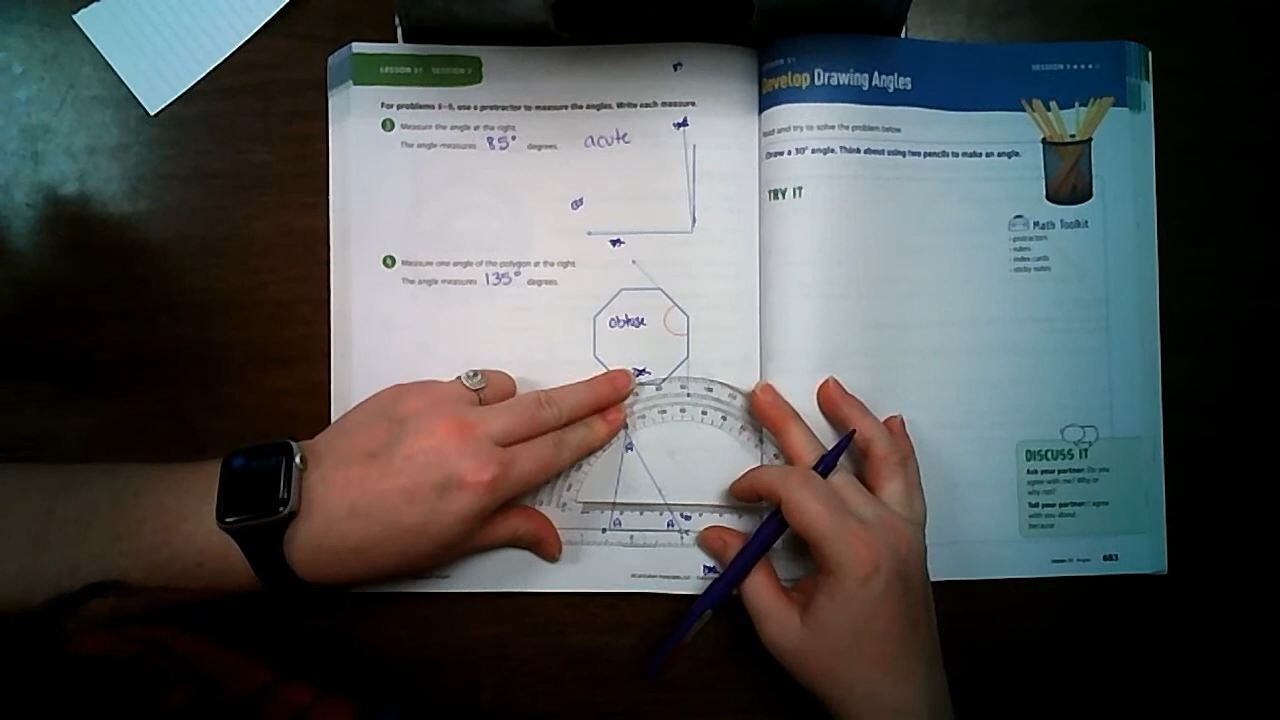 LESSON 31 SESSION 2
For problems 3–5, use a protractor to measure the angles. Write each measure.
3 Measure the angle at the right.
The angle measures 85° degrees.
acute
4 Measure one angle of the polygon at the right.
The angle measures 135° degrees.
obtuse
A
A
A
LESSON 31
Develop Drawing Angles
SESSION 3
Read and try to solve the problem below.
Draw a 30° angle. Think about using two pencils to make an angle.
TRY IT
Math Toolkit
• protractors
• rulers
• index cards
• sticky notes
DISCUSS IT
Ask your partner: Do you
agree with me? Why or
why not?
Tell your partner: I agree
with you about
because
Lesson 31 Angles 683